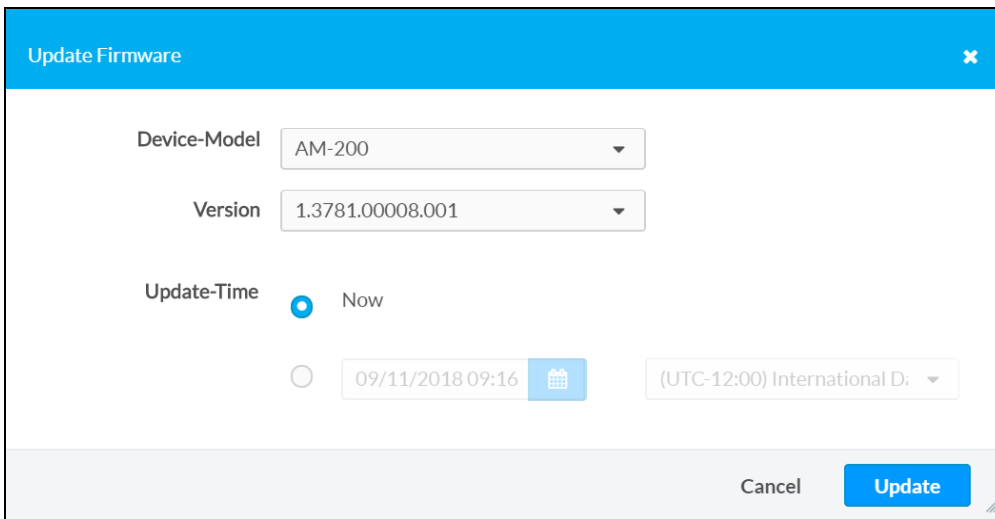 Update Firmware
Device-Model AM-200
Version 1.3781.00008.001
Update-Time Now
09/11/2018 09:16 (UTC-12:00) International Da
Cancel Update